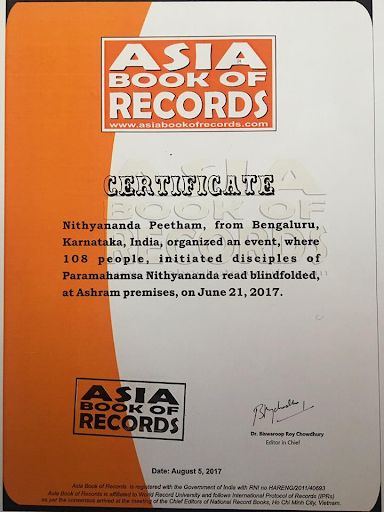 ASIA
BOOK OF
RECORDS
www.asiabookofrecords.com
CERTIFICATE
Nithyananda Peetham, from Bengaluru,
Karnataka, India, organized an event, where
108 people, initiated disciples of
Paramahamsa Nithyananda read blindfolded,
at Ashram premises, on June 21, 2017.
ASIA
BOOK OF
RECORDS
Dr. Biswaroop Roy Chowdhury
Editor in Chief
Date: August 5, 2017
Asia Book of Records is registered with the Government of India with RNI no HARENG/2011/40693
Asia Book of Records is affiliated to World Record University and follows International Protocol of Records (IPRs)
as per the consensus arrived at the meeting of the Chief Editors of National Record Books, Ho Chi Minh City, Vietnam.